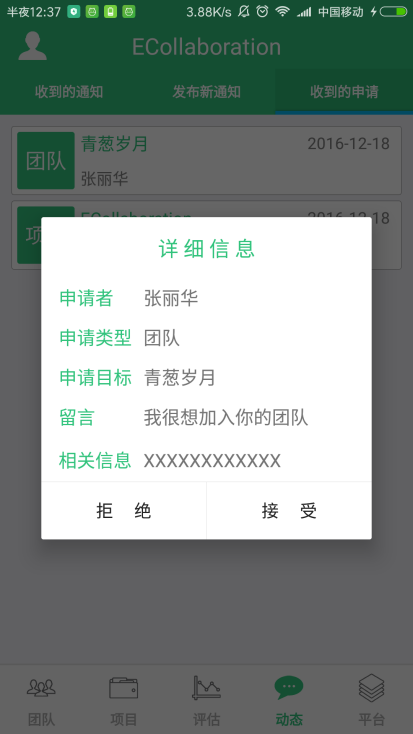 半夜12:37 3.88K/s 中国移动
ECollaboration
收到的通知 发布新通知 收到的申请
团队 青葱岁月 2016-12-18
张丽华
ECollaboration 2016-12-18
详细信息
申请者 张丽华
申请类型 团队
申请目标 青葱岁月
留言 我很想加入你的团队
相关信息 XXXXXXXXXXXX
拒 绝 接 受
团队 项目 评估 动态 平台